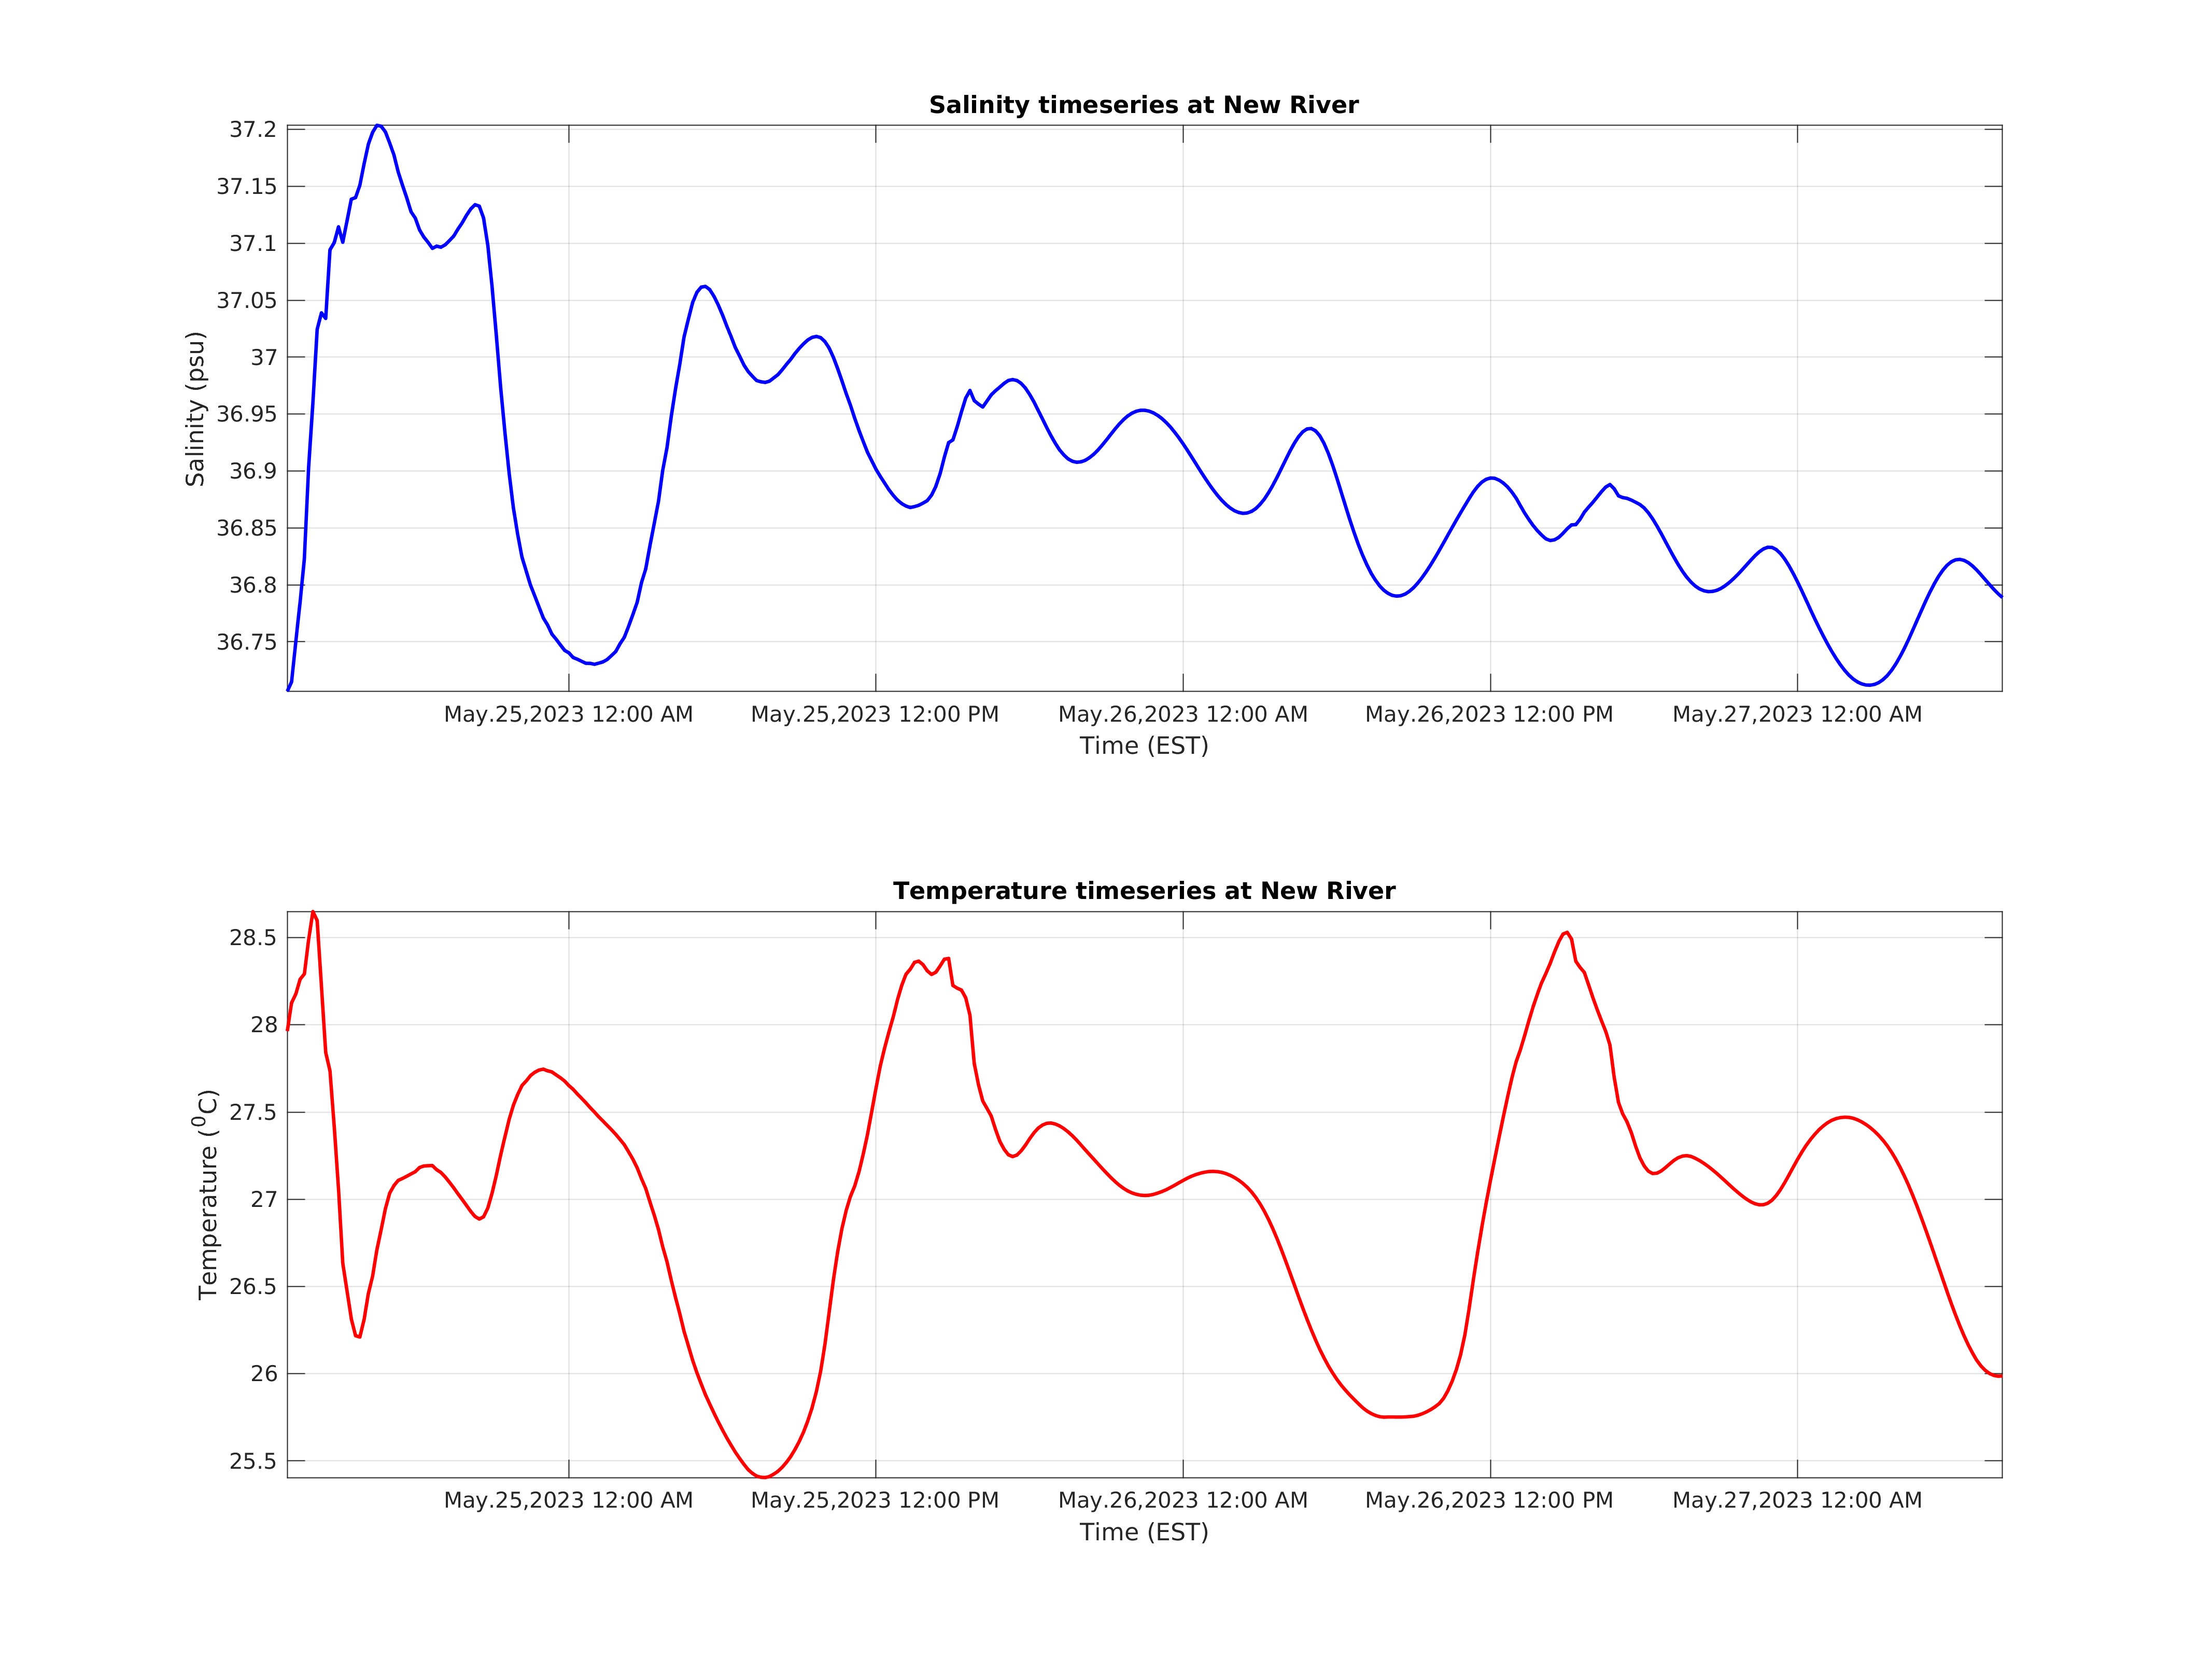 Salinity timeseries at New River
Salinity (psu)
37.2
37.15
37.1
37.05
37
36.95
36.9
36.85
36.8
36.75
May.25,2023 12:00 AM May.25,2023 12:00 PM May.26,2023 12:00 AM May.26,2023 12:00 PM May.27,2023 12:00 AM
Time (EST)
Temperature timeseries at New River
Temperature (⁰C)
28.5
28
27.5
27
26.5
26
25.5
May.25,2023 12:00 AM May.25,2023 12:00 PM May.26,2023 12:00 AM May.26,2023 12:00 PM May.27,2023 12:00 AM
Time (EST)